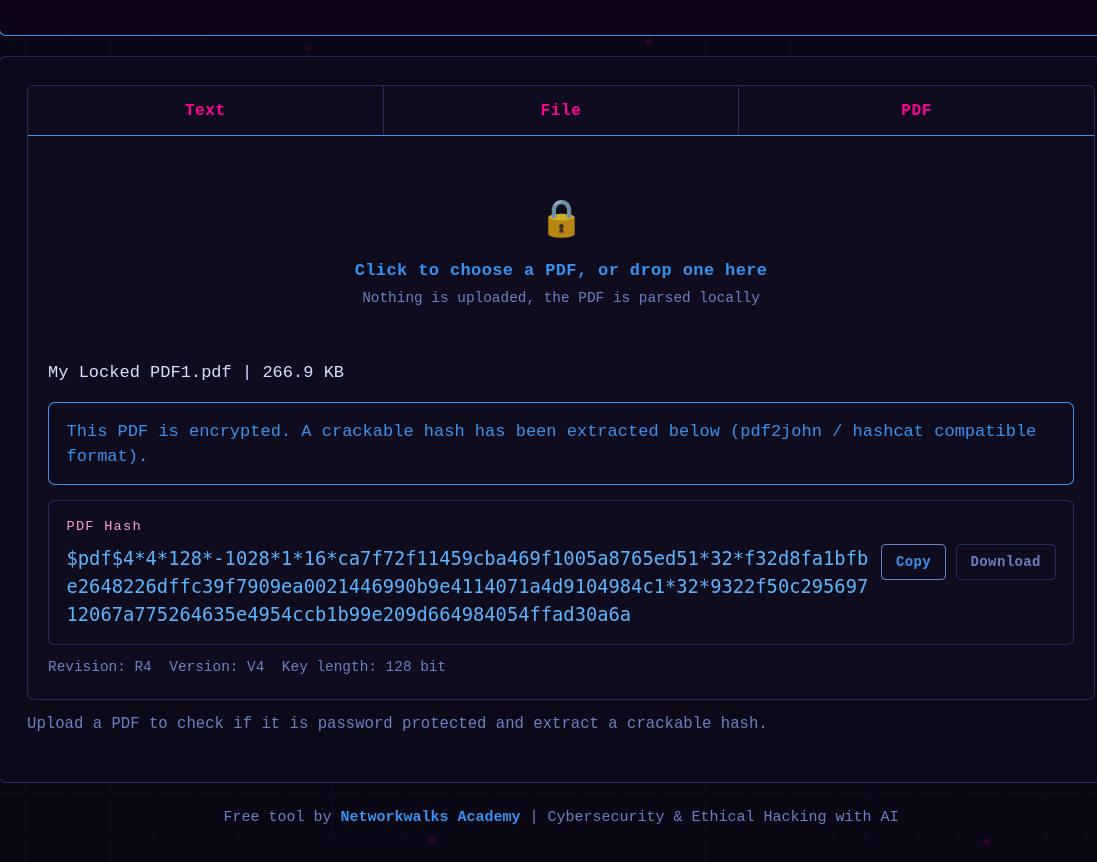 Text File PDF
Click to choose a PDF, or drop one here
Nothing is uploaded, the PDF is parsed locally
My Locked PDF1.pdf | 266.9 KB
This PDF is encrypted. A crackable hash has been extracted below (pdf2john / hashcat compatible
format).
PDF Hash
$pdf$4*4*128*-1028*1*16*ca7f72f11459cba469f1005a8765ed51*32*f32d8fa1bfb
e2648226dffc39f7909ea0021446990b9e4114071a4d9104984c1*32*9322f50c295697
12067a775264635e4954ccb1b99e209d664984054ffad30a6a
Copy Download
Revision: R4 Version: V4 Key length: 128 bit
Upload a PDF to check if it is password protected and extract a crackable hash.
Free tool by Networkwalks Academy | Cybersecurity & Ethical Hacking with AI